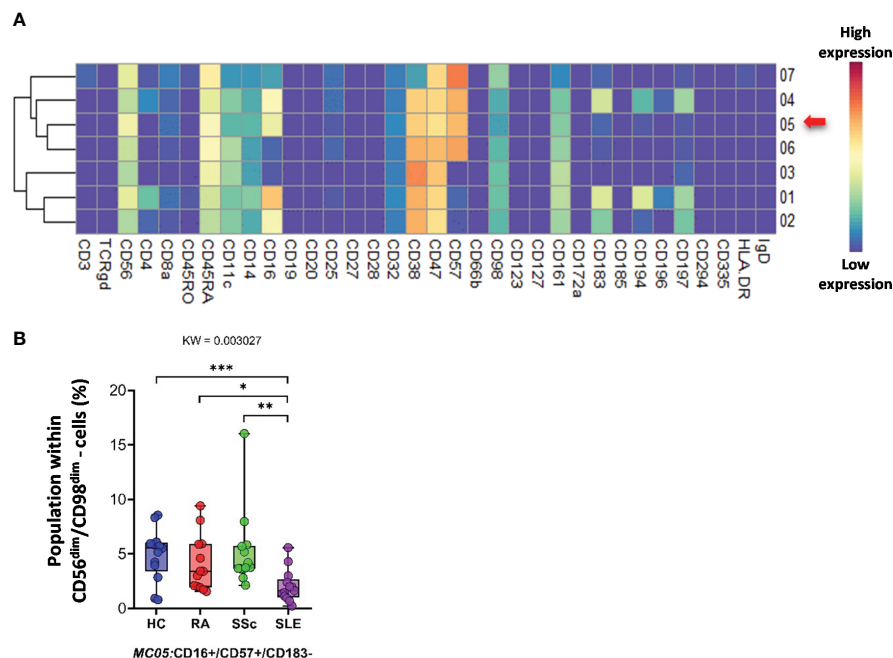 A
High
expression
07
04
05
06
03
01
02
CD3
TCRgd
CD56
CD4
CD8a
CD45RO
CD45RA
CD11c
CD14
CD16
CD19
CD20
CD25
CD27
CD28
CD32
CD38
CD47
CD57
CD66b
CD98
CD123
CD127
CD161
CD172a
CD183
CD185
CD194
CD196
CD197
CD294
CD335
HLA.DR
IgD
Low
expression
B
KW = 0.003027
***
*
**
Population within
CD56dim/CD98dim - cells (%)
20
15
10
5
0
HC RA SSc SLE
MC05:CD16+/CD57+/CD183-